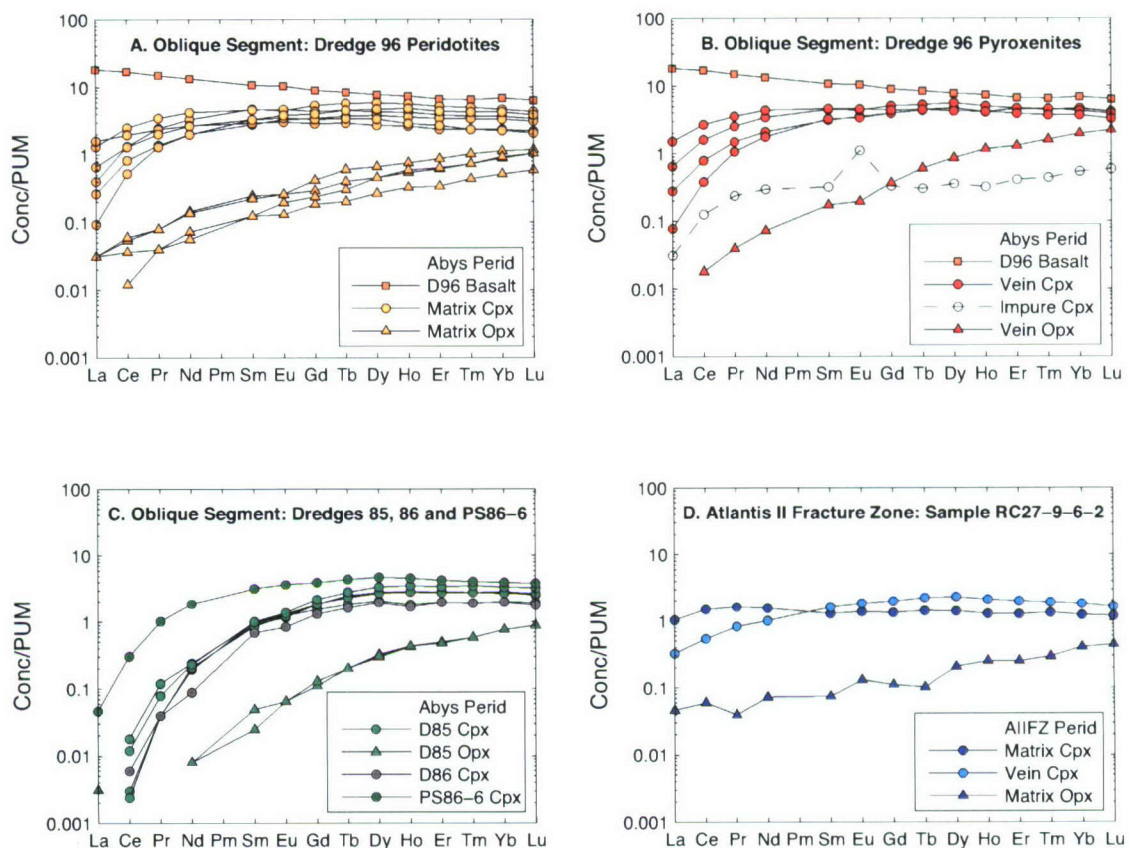 A. Oblique Segment: Dredge 96 Peridotites
Conc/PUM
100
10
1
0.1
0.01
0.001
Abys Perid
D96 Basalt
Matrix Cpx
Matrix Opx
La Ce Pr Nd Pm Sm Eu Gd Tb Dy Ho Er Tm Yb Lu
B. Oblique Segment: Dredge 96 Pyroxenites
Conc/PUM
100
10
1
0.1
0.01
0.001
Abys Perid
D96 Basalt
Vein Cpx
Impure Cpx
Vein Opx
La Ce Pr Nd Pm Sm Eu Gd Tb Dy Ho Er Tm Yb Lu
C. Oblique Segment: Dredges 85, 86 and PS86–6
Conc/PUM
100
10
1
0.1
0.01
0.001
Abys Perid
D85 Cpx
D85 Opx
D86 Cpx
PS86–6 Cpx
La Ce Pr Nd Pm Sm Eu Gd Tb Dy Ho Er Tm Yb Lu
D. Atlantis II Fracture Zone: Sample RC27–9–6–2
Conc/PUM
100
10
1
0.1
0.01
0.001
AIIFZ Perid
Matrix Cpx
Vein Cpx
Matrix Opx
La Ce Pr Nd Pm Sm Eu Gd Tb Dy Ho Er Tm Yb Lu